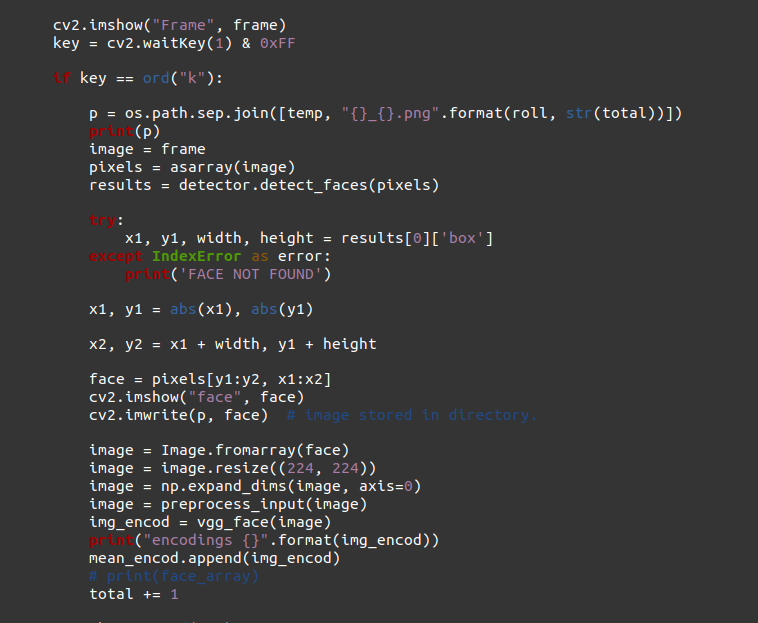 cv2.imshow("Frame", frame)
key = cv2.waitKey(1) & 0xFF
if key == ord("k"):
p = os.path.sep.join([temp, "{}_{}.png".format(roll, str(total))])
print(p)
image = frame
pixels = asarray(image)
results = detector.detect_faces(pixels)
try:
x1, y1, width, height = results[0]['box']
except IndexError as error:
print('FACE NOT FOUND')
x1, y1 = abs(x1), abs(y1)
x2, y2 = x1 + width, y1 + height
face = pixels[y1:y2, x1:x2]
cv2.imshow("face", face)
cv2.imwrite(p, face)  # image stored in directory.
image = Image.fromarray(face)
image = image.resize((224, 224))
image = np.expand_dims(image, axis=0)
image = preprocess_input(image)
img_encod = vgg_face(image)
print("encodings {}".format(img_encod))
mean_encod.append(img_encod)
# print(face_array)
total += 1